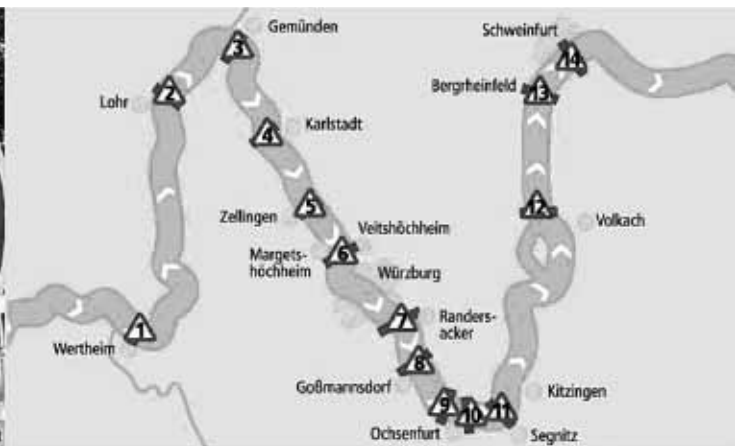 Gemünden
3
Schweinfurt
14
Lohr
2
Bergrheinfeld
13
4
Karlstadt
Zellingen
5
12
Volkach
Veitshöchheim
Margets-
höchheim
6
Würzburg
1
Wertheim
7
Randers-
acker
8
Goßmannsdorf
Kitzingen
9
10
11
Ochsenfurt
Segnitz